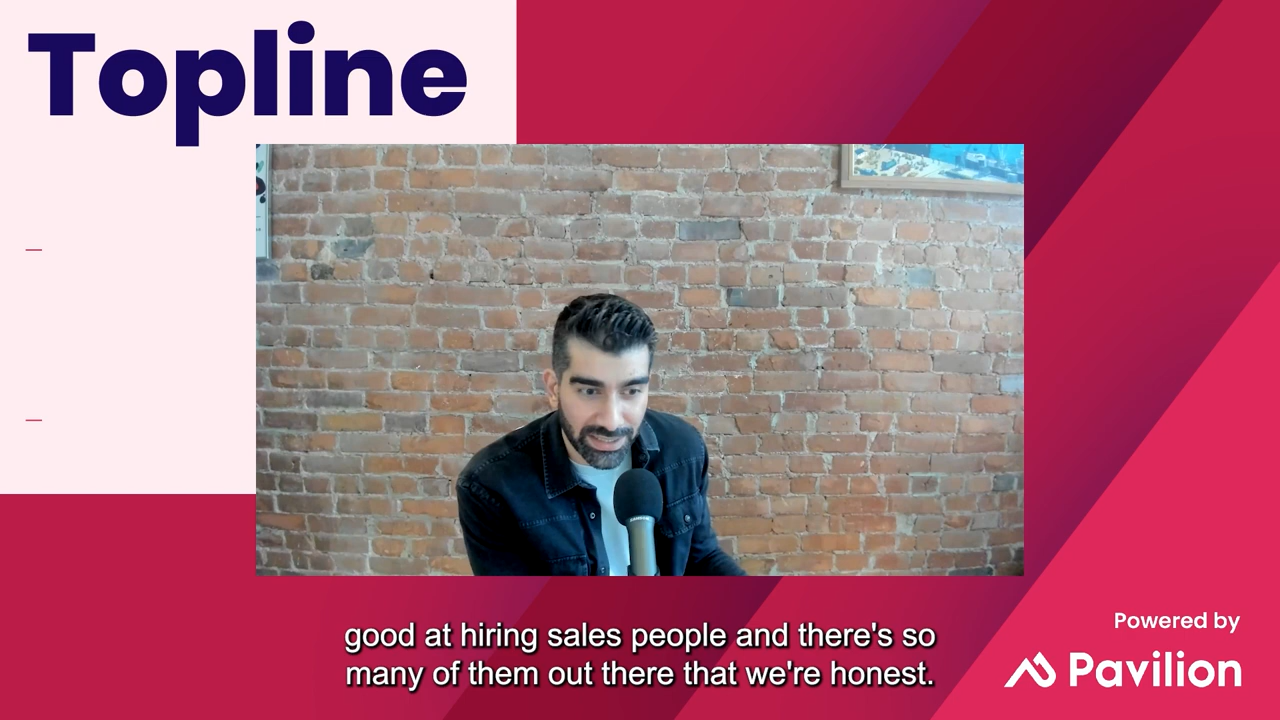 Topline
good at hiring sales people and there's so
many of them out there that we're honest.
Powered by
Pavilion